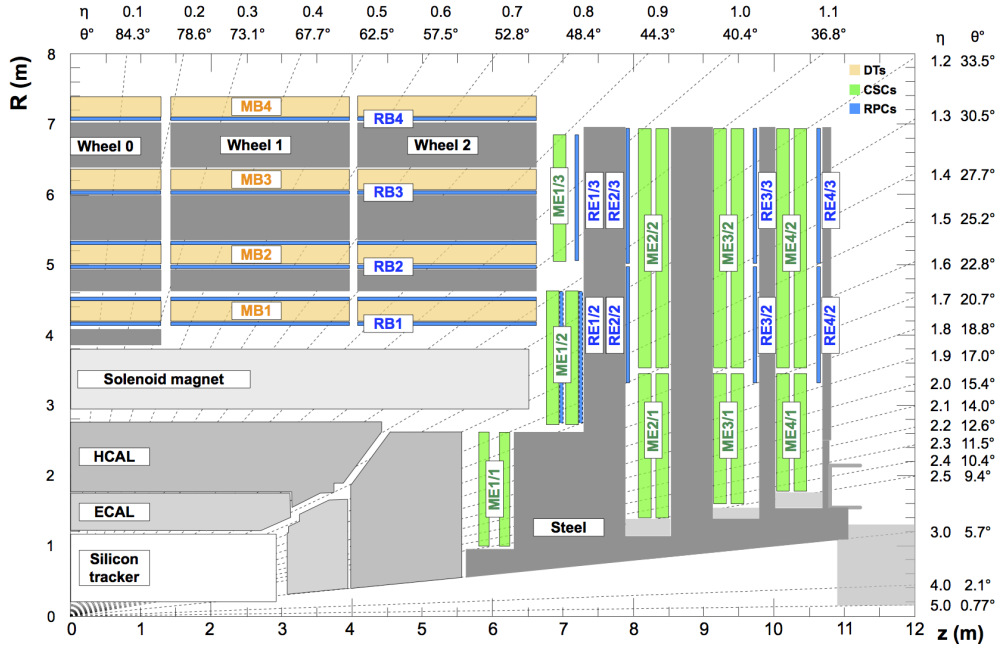 η 0.1 0.2 0.3 0.4 0.5 0.6 0.7 0.8 0.9 1.0 1.1 η θ°
θ° 84.3° 78.6° 73.1° 67.7° 62.5° 57.5° 52.8° 48.4° 44.3° 40.4° 36.8°
R (m)
8
7
6
5
4
3
2
1
0
DTs
CSCs
RPCs
MB4
RB4
Wheel 0
Wheel 1
Wheel 2
MB3
RB3
MB2
RB2
MB1
RB1
Solenoid magnet
HCAL
ECAL
Silicon
tracker
Steel
ME1/3
RE1/3
RE2/3
ME2/2
ME3/2
RE3/3
ME4/2
RE4/3
ME1/2
RE1/2
RE2/2
RE3/2
RE4/2
ME1/1
ME2/1
ME3/1
ME4/1
1.2 33.5°
1.3 30.5°
1.4 27.7°
1.5 25.2°
1.6 22.8°
1.7 20.7°
1.8 18.8°
1.9 17.0°
2.0 15.4°
2.1 14.0°
2.2 12.6°
2.3 11.5°
2.4 10.4°
2.5 9.4°
3.0 5.7°
4.0 2.1°
5.0 0.77°
0 1 2 3 4 5 6 7 8 9 10 11 12
z (m)